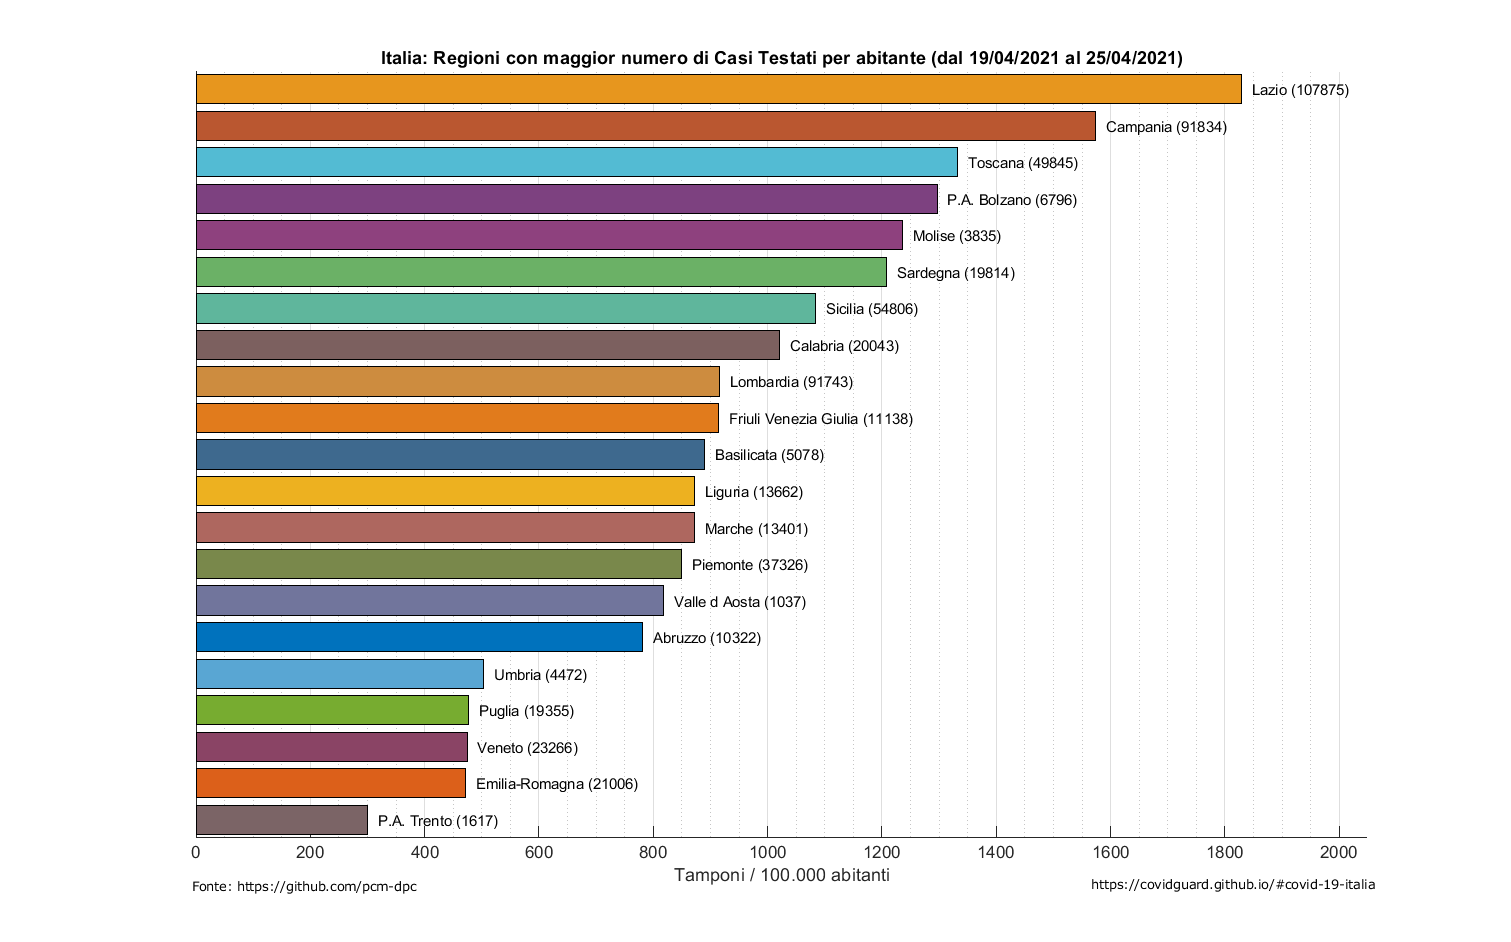 Italia: Regioni con maggior numero di Casi Testati per abitante (dal 19/04/2021 al 25/04/2021)
Lazio (107875)
Campania (91834)
Toscana (49845)
P.A. Bolzano (6796)
Molise (3835)
Sardegna (19814)
Sicilia (54806)
Calabria (20043)
Lombardia (91743)
Friuli Venezia Giulia (11138)
Basilicata (5078)
Liguria (13662)
Marche (13401)
Piemonte (37326)
Valle d Aosta (1037)
Abruzzo (10322)
Umbria (4472)
Puglia (19355)
Veneto (23266)
Emilia-Romagna (21006)
P.A. Trento (1617)
0 200 400 600 800 1000 1200 1400 1600 1800 2000
Tamponi / 100.000 abitanti
Fonte: https://github.com/pcm-dpc
https://covidguard.github.io/#covid-19-italia